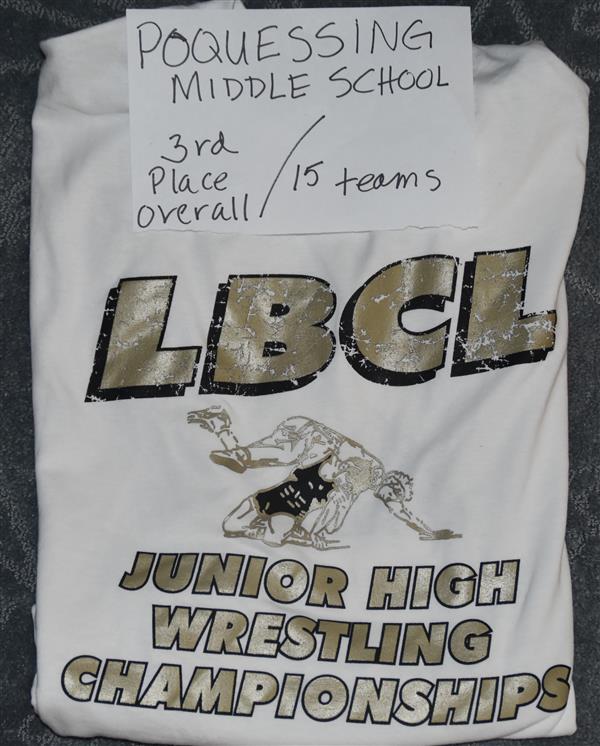 POQUESSING
MIDDLE SCHOOL
3rd
Place
overall / 15 teams
LBCL
JUNIOR HIGH
WRESTLING
CHAMPIONSHIPS